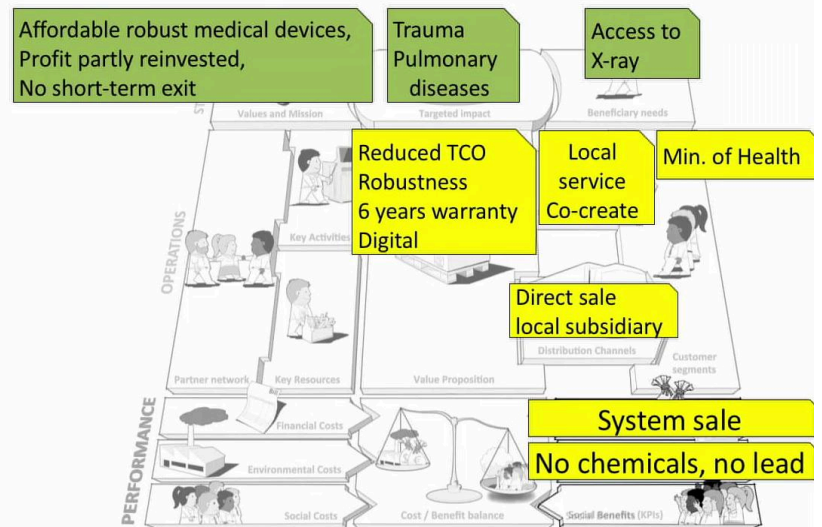 Affordable robust medical devices,
Profit partly reinvested,
No short-term exit
Trauma
Pulmonary
diseases
Access to
X-ray
ST
Values and Mission
Targeted impact
Beneficiary needs
Reduced TCO
Robustness
6 years warranty
Digital
Local
service
Co-create
Min. of Health
OPERATIONS
Key Activities
Direct sale
local subsidiary
Distribution Channels
Customer
segments
Partner network
Key Resources
Value Proposition
PERFORMANCE
Financial Costs
System sale
Environmental Costs
No chemicals, no lead
Social Costs
Cost / Benefit balance
Social Benefits (KPIs)